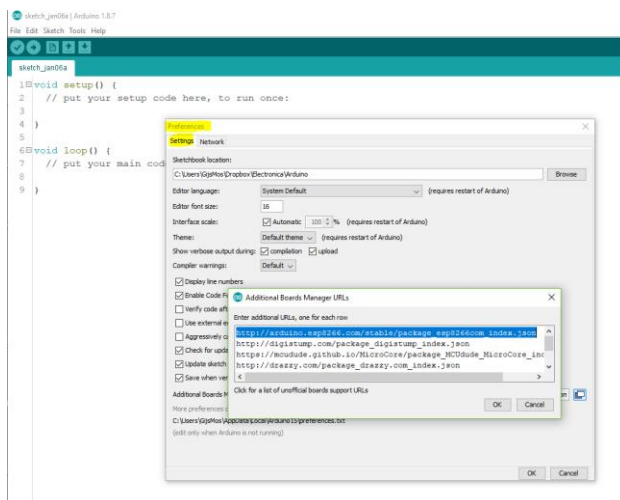 sketch_jan06a | Arduino 1.8.7
File Edit Sketch Tools Help
sketch_jan06a
1 void setup() {
2 // put your setup code here, to run once:
3
4 }
5
6 void loop() {
7 // put your main cod
8
9 }
Preferences
Settings Network
Sketchbook location:
C:\Users\GijsMos\Dropbox\Electronica\Arduino Browse
Editor language: System Default (requires restart of Arduino)
Editor font size: 16
Interface scale: Automatic 100 % (requires restart of Arduino)
Theme: Default theme (requires restart of Arduino)
Show verbose output during: compilation upload
Compiler warnings: Default
Display line numbers
Enable Code F
Verify code aft
Use external e
Aggressively c
Check for upda
Update sketch
Save when ver
Additional Boards Manager URLs
Enter additional URLs, one for each row
http://arduino.esp8266.com/stable/package_esp8266com_index.json
http://digistump.com/package_digistump_index.json
https://mcudude.github.io/MicroCore/package_MCUdude_MicroCore_inc
http://drazzy.com/package_drazzy.com_index.json
Click for a list of unofficial boards support URLs
OK Cancel
Additional Boards M on
More preferences c
C:\Users\GijsMos\AppData\Local\Arduino15\preferences.txt
(edit only when Arduino is not running)
OK Cancel